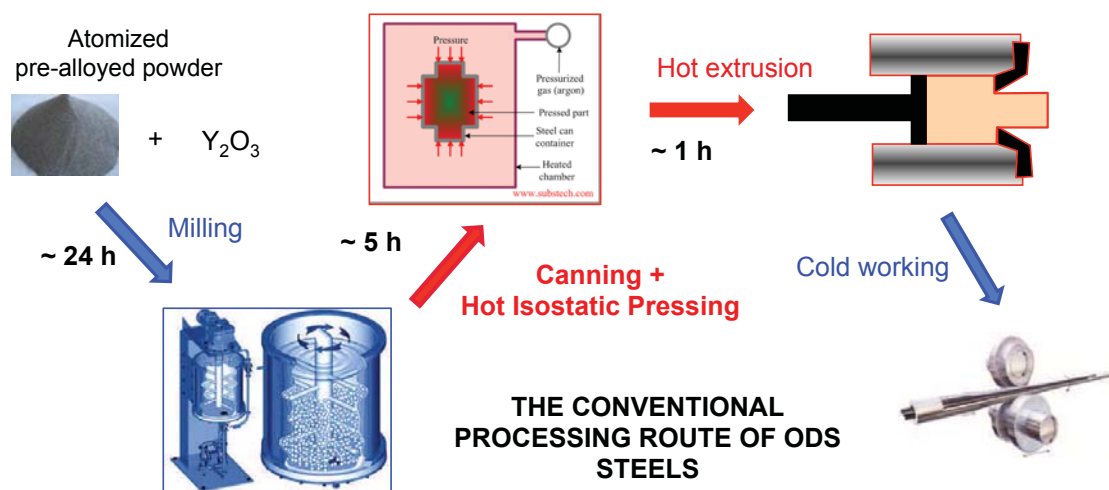 Atomized
pre-alloyed powder
+ Y₂O₃
Milling
~ 24 h
Pressure
Pressurized
gas (argon)
Pressed part
Steel can
container
Heated
chamber
www.substech.com
~ 5 h
Canning +
Hot Isostatic Pressing
Hot extrusion
~ 1 h
Cold working
THE CONVENTIONAL
PROCESSING ROUTE OF ODS
STEELS